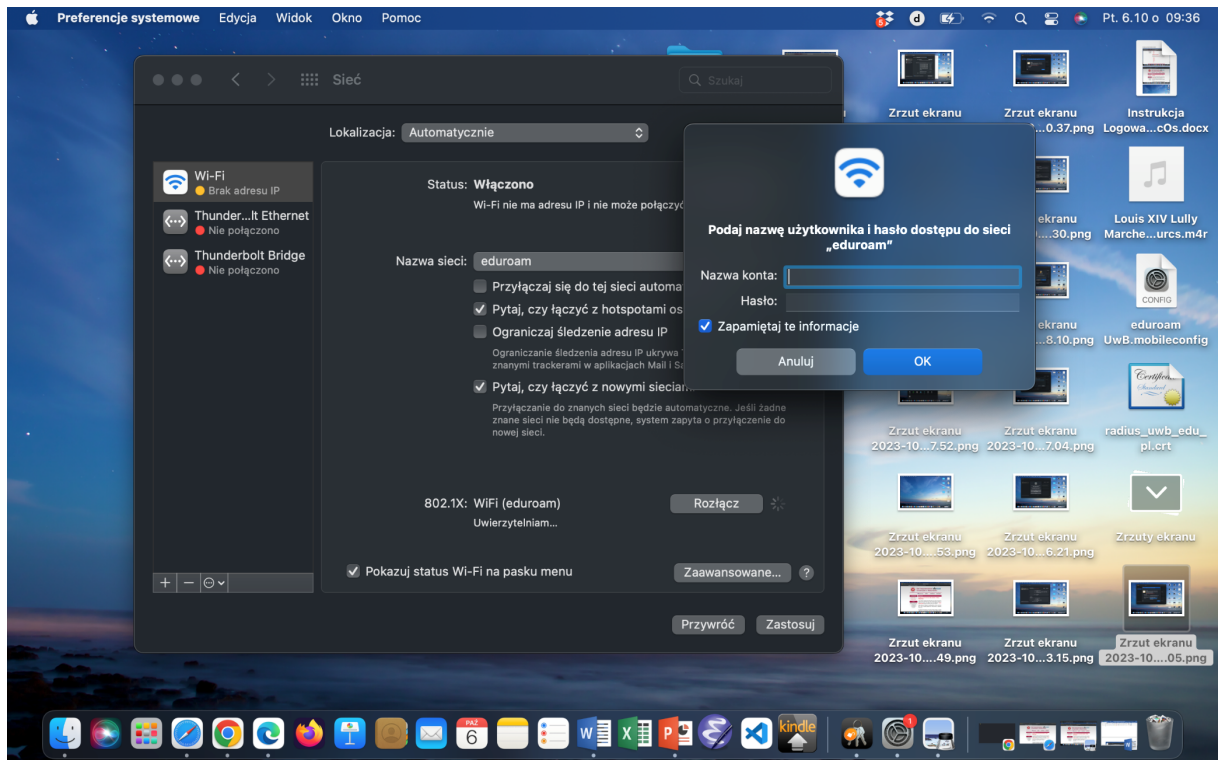 Preferencje systemowe Edycja Widok Okno Pomoc
Pt. 6.10 o 09:36
Sieć
Szukaj
Lokalizacja: Automatycznie
Wi-Fi
Brak adresu IP
Thunder...lt Ethernet
Nie połączono
Thunderbolt Bridge
Nie połączono
Status: Włączono
Wi-Fi nie ma adresu IP i nie może połączyć
Nazwa sieci: eduroam
Przyłączaj się do tej sieci automa
Pytaj, czy łączyć z hotspotami os
Ograniczaj śledzenie adresu IP
Ograniczanie śledzenia adresu IP ukrywa
znanymi trackerami w aplikacjach Mail i Sa
Pytaj, czy łączyć z nowymi sieciam
Przyłączanie do znanych sieci będzie automatyczne. Jeśli żadne
znane sieci nie będą dostępne, system zapyta o przyłączenie do
nowej sieci.
802.1X: WiFi (eduroam)
Rozłącz
Uwierzytelniam...
Pokazuj status Wi-Fi na pasku menu
Zaawansowane... ?
Przywróć Zastosuj
Podaj nazwę użytkownika i hasło dostępu do sieci
„eduroam”
Nazwa konta:
Hasło:
Zapamiętaj te informacje
Anuluj OK
Zrzut ekranu
Zrzut ekranu
...0.37.png
Instrukcja
Logowa...cOs.docx
ekranu
....30.png
Louis XIV Lully
Marche...urcs.m4r
ekranu
...8.10.png
CONFIG
eduroam
UwB.mobileconfig
Zrzut ekranu
2023-10...7.52.png
Zrzut ekranu
2023-10...7.04.png
Certificate
Standard
radius_uwb_edu_
pl.crt
Zrzut ekranu
2023-10....53.png
Zrzut ekranu
2023-10...6.21.png
Zrzuty ekranu
Zrzut ekranu
2023-10....49.png
Zrzut ekranu
2023-10...3.15.png
Zrzut ekranu
2023-10....05.png
PAŹ
6
kindle
1